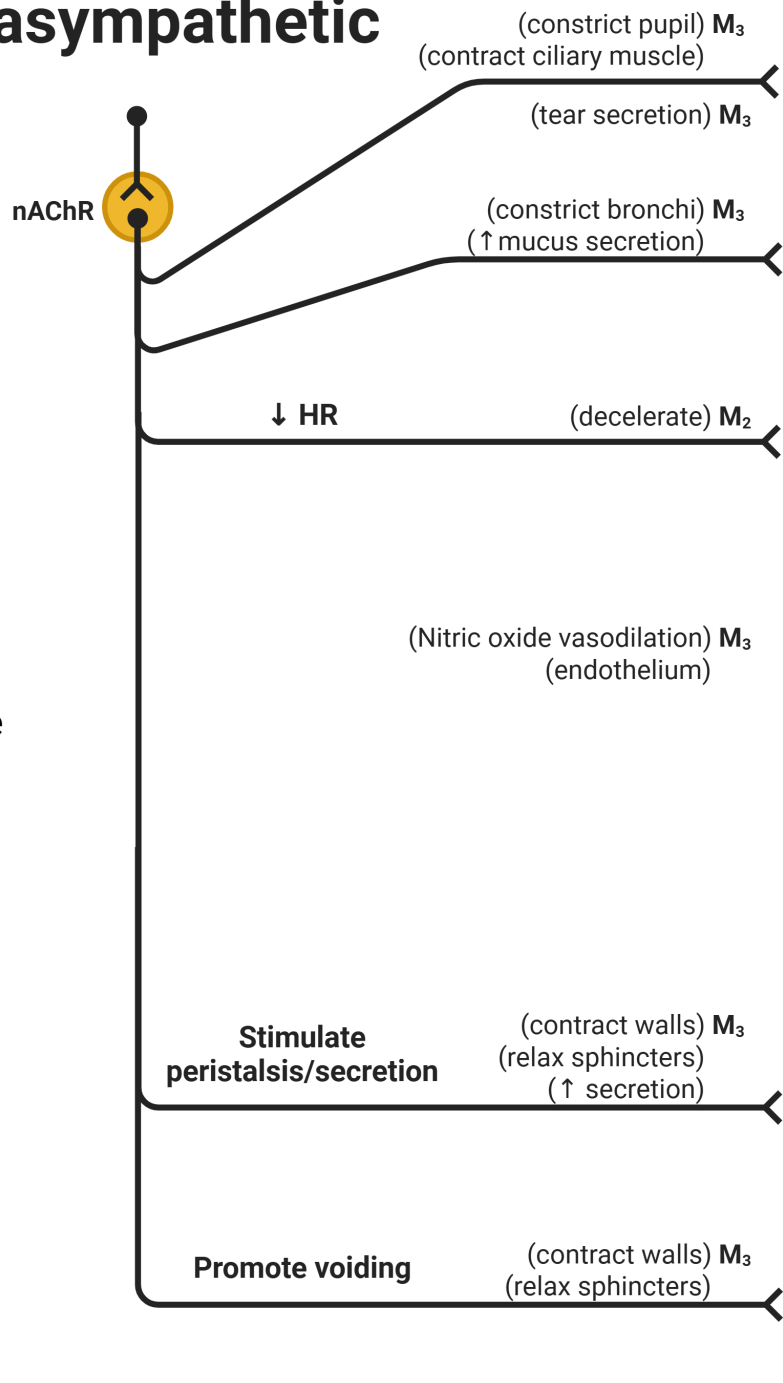 asympathetic
(constrict pupil) M₃
(contract ciliary muscle)
(tear secretion) M₃
nAChR
(constrict bronchi) M₃
(↑mucus secretion)
↓ HR
(decelerate) M₂
(Nitric oxide vasodilation) M₃
(endothelium)
e
Stimulate
peristalsis/secretion
(contract walls) M₃
(relax sphincters)
(↑ secretion)
Promote voiding
(contract walls) M₃
(relax sphincters)